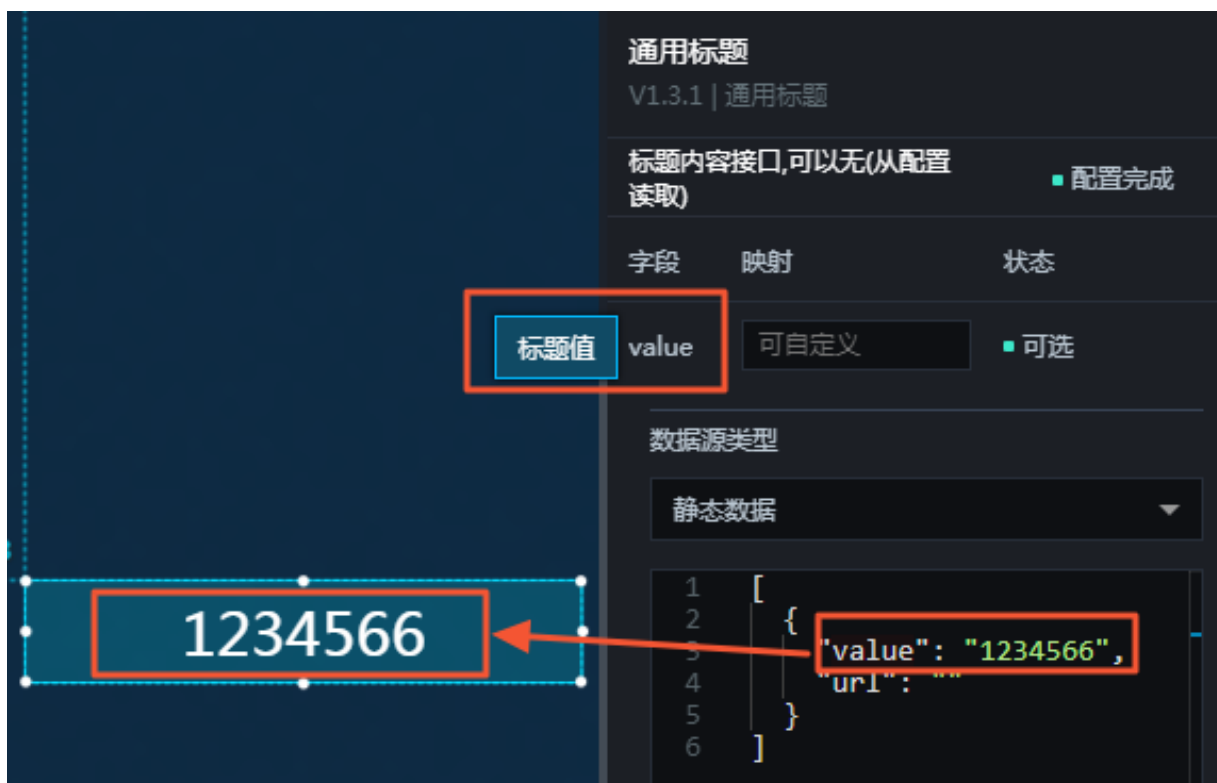 通用标题
V1.3.1 | 通用标题
标题内容接口,可以无(从配置
读取)
配置完成
字段 映射 状态
标题值 value 可自定义 可选
数据源类型
静态数据
1234566
1 [
2 {
3 "value": "1234566",
4 "url": ""
5 }
6 ]